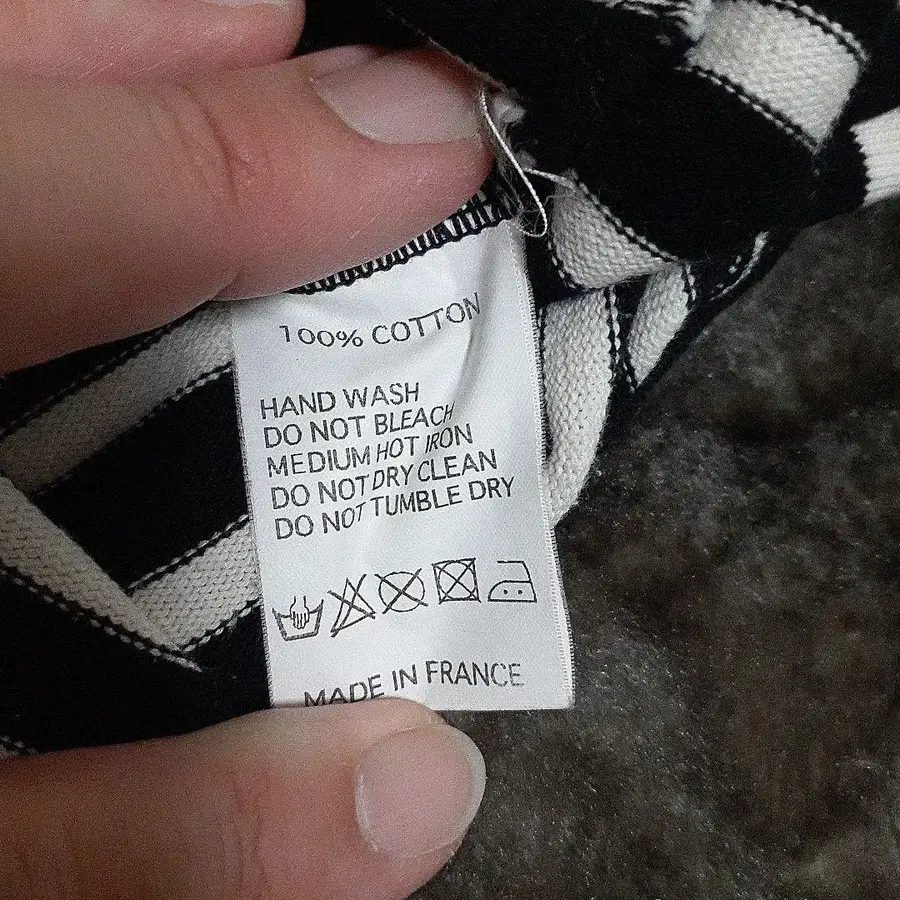 100% COTTON
HAND WASH
DO NOT BLEACH
MEDIUM HOT IRON
DO NOT DRY CLEAN
DO NOT TUMBLE DRY
MADE IN FRANCE